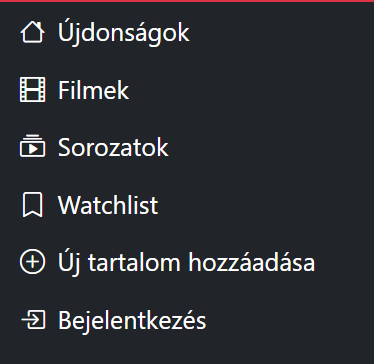 Újdonságok
Filmek
Sorozatok
Watchlist
Új tartalom hozzáadása
Bejelentkezés